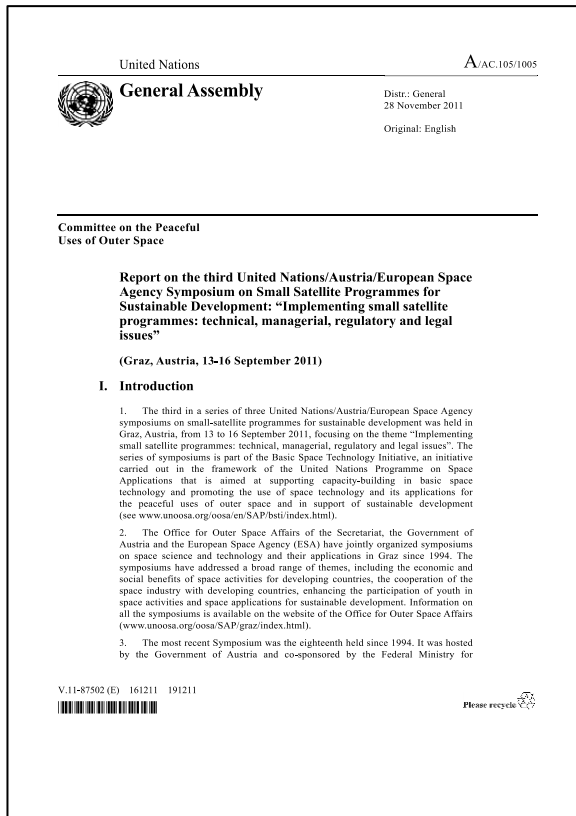 United Nations
A/AC.105/1005
General Assembly
Distr.: General
28 November 2011
Original: English
Committee on the Peaceful
Uses of Outer Space
Report on the third United Nations/Austria/European Space
Agency Symposium on Small Satellite Programmes for
Sustainable Development: “Implementing small satellite
programmes: technical, managerial, regulatory and legal
issues”
(Graz, Austria, 13-16 September 2011)
I. Introduction
1. The third in a series of three United Nations/Austria/European Space Agency
symposiums on small-satellite programmes for sustainable development was held in
Graz, Austria, from 13 to 16 September 2011, focusing on the theme “Implementing
small satellite programmes: technical, managerial, regulatory and legal issues”. The
series of symposiums is part of the Basic Space Technology Initiative, an initiative
carried out in the framework of the United Nations Programme on Space
Applications that is aimed at supporting capacity-building in basic space
technology and promoting the use of space technology and its applications for
the peaceful uses of outer space and in support of sustainable development
(see www.unoosa.org/oosa/en/SAP/bsti/index.html).
2. The Office for Outer Space Affairs of the Secretariat, the Government of
Austria and the European Space Agency (ESA) have jointly organized symposiums
on space science and technology and their applications in Graz since 1994. The
symposiums have addressed a broad range of themes, including the economic and
social benefits of space activities for developing countries, the cooperation of the
space industry with developing countries, enhancing the participation of youth in
space activities and space applications for sustainable development. Information on
all the symposiums is available on the website of the Office for Outer Space Affairs
(www.unoosa.org/oosa/SAP/graz/index.html).
3. The most recent Symposium was the eighteenth held since 1994. It was hosted
by the Government of Austria and co-sponsored by the Federal Ministry for
V.11-87502 (E) 161211 191211
Please recycle